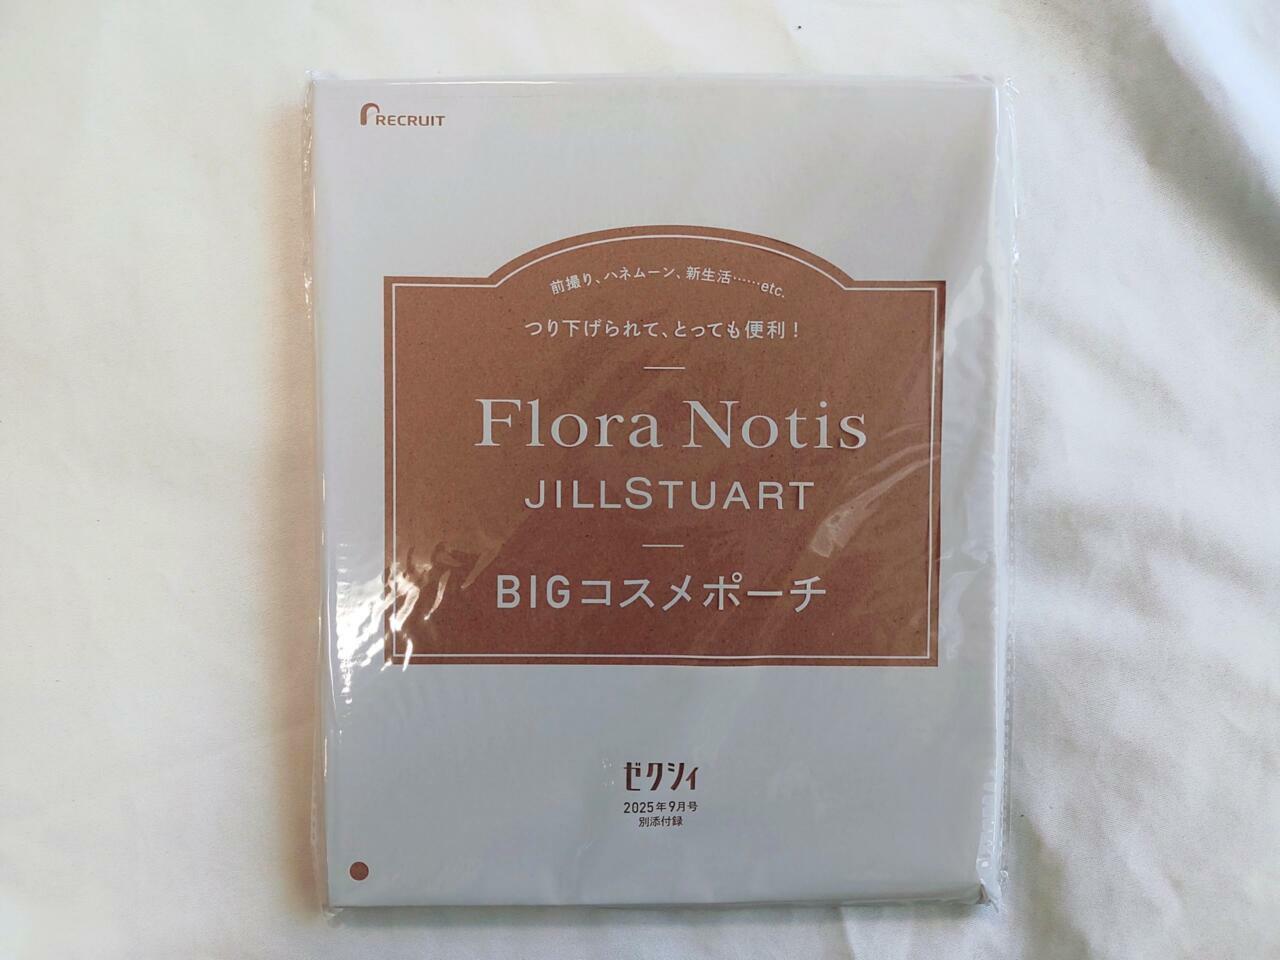 RECRUIT
前撮り、ハネムーン、新生活……etc.
つり下げられて、とっても便利！
Flora Notis
JILLSTUART
BIGコスメポーチ
ゼクシィ
2025年9月号
別添付録